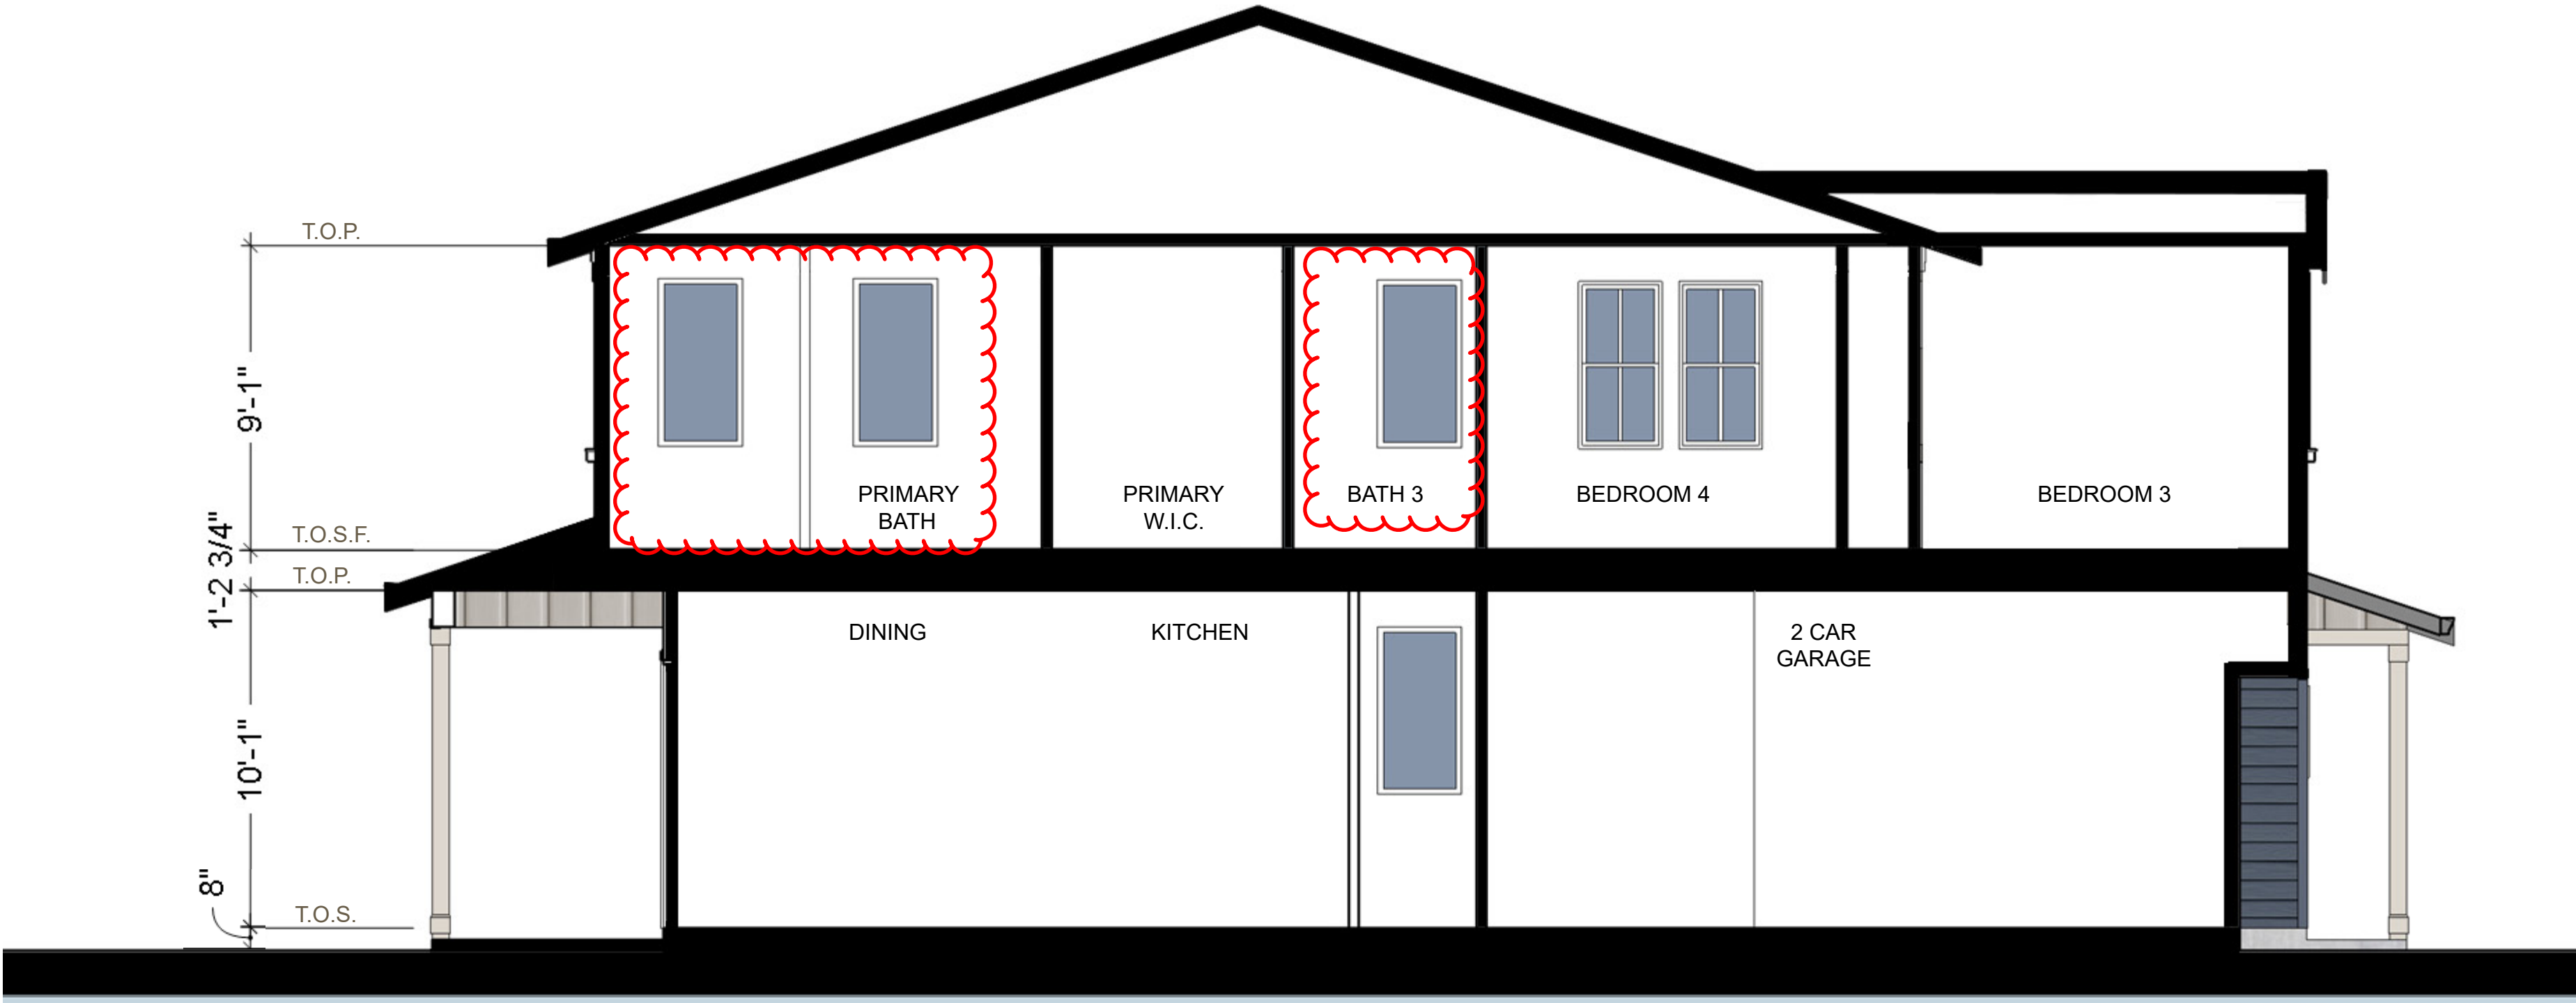 T.O.P.
9'-1"
T.O.S.F.
1'-2 3/4"
T.O.P.
10'-1"
8"
T.O.S.
PRIMARY
BATH
PRIMARY
W.I.C.
BATH 3
BEDROOM 4
BEDROOM 3
DINING
KITCHEN
2 CAR
GARAGE